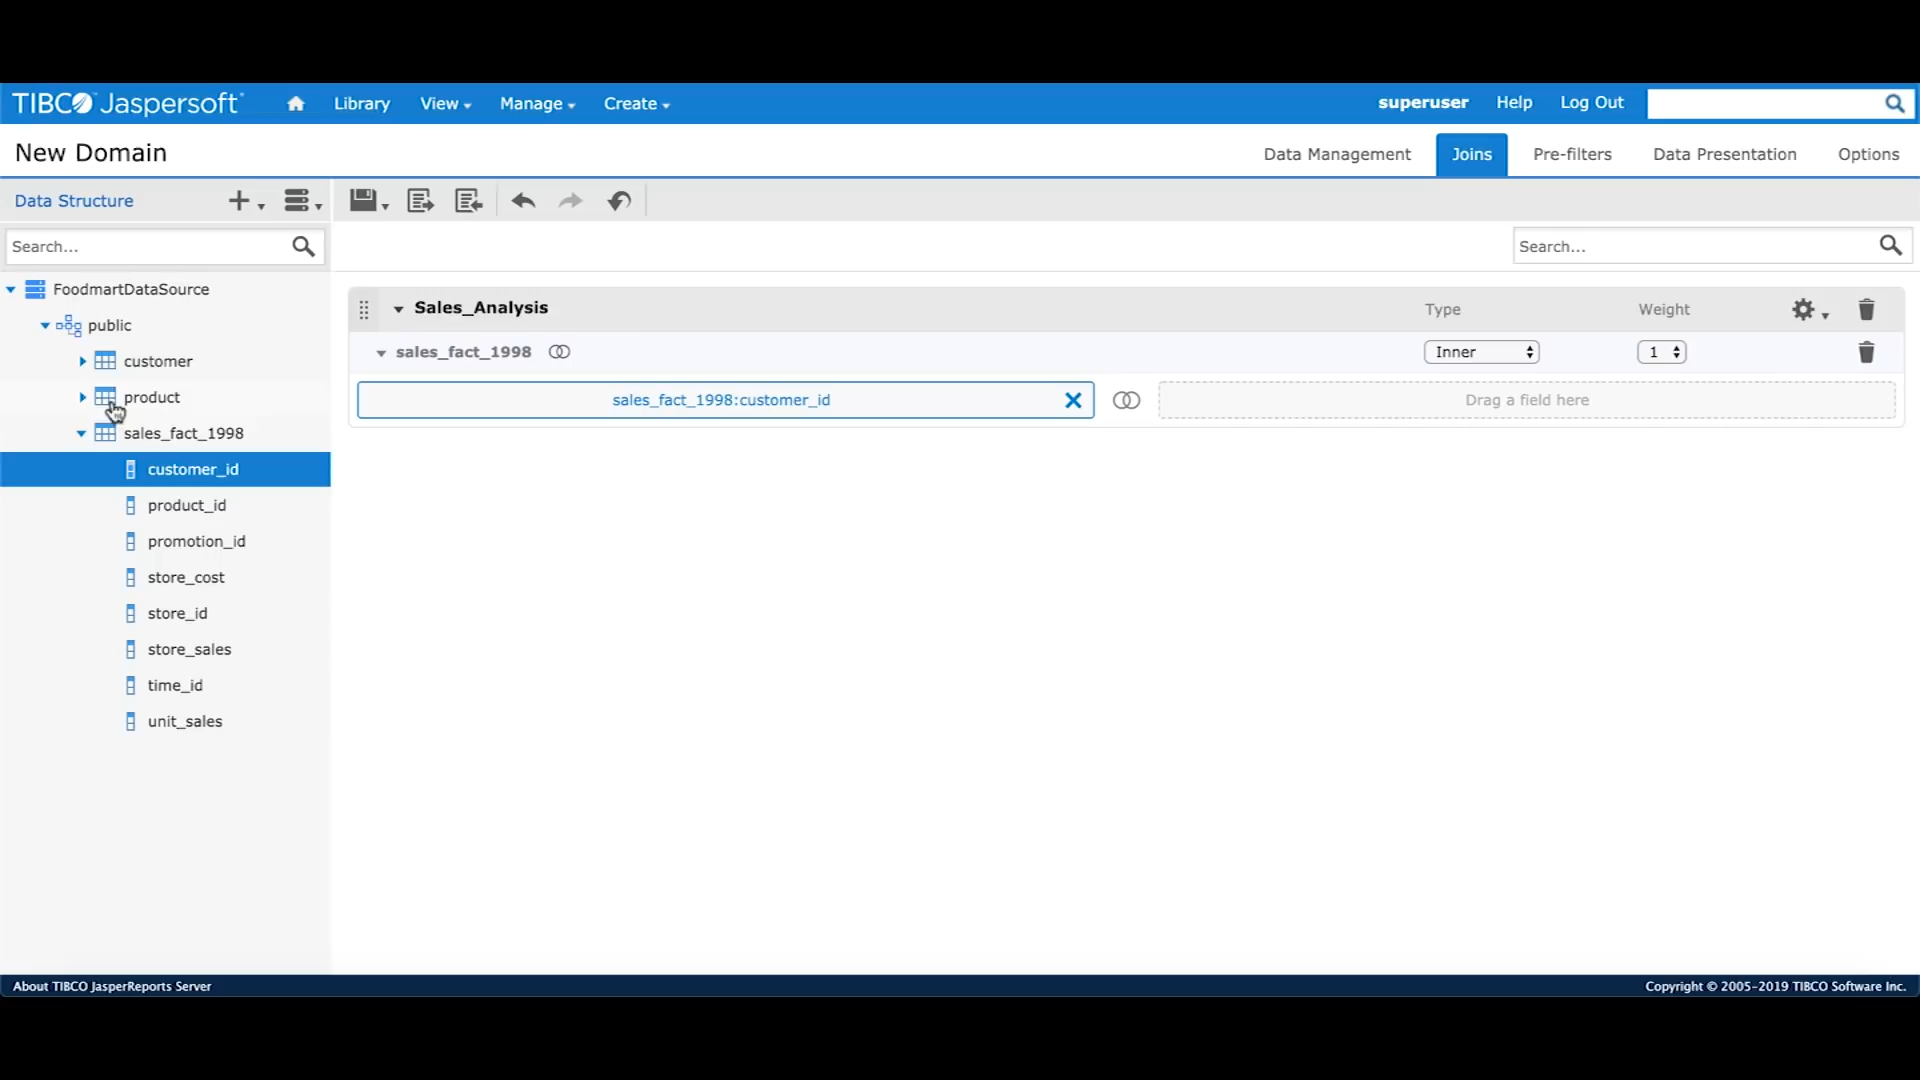 TIBCO Jaspersoft Library View Manage Create superuser Help Log Out
New Domain Data Management Joins Pre-filters Data Presentation Options
Data Structure
Search... Search...
FoodmartDataSource
public
customer
product
sales_fact_1998
customer_id
product_id
promotion_id
store_cost
store_id
store_sales
time_id
unit_sales
Sales_Analysis Type Weight
sales_fact_1998 Inner 1
sales_fact_1998:customer_id Drag a field here
About TIBCO JasperReports Server Copyright © 2005-2019 TIBCO Software Inc.